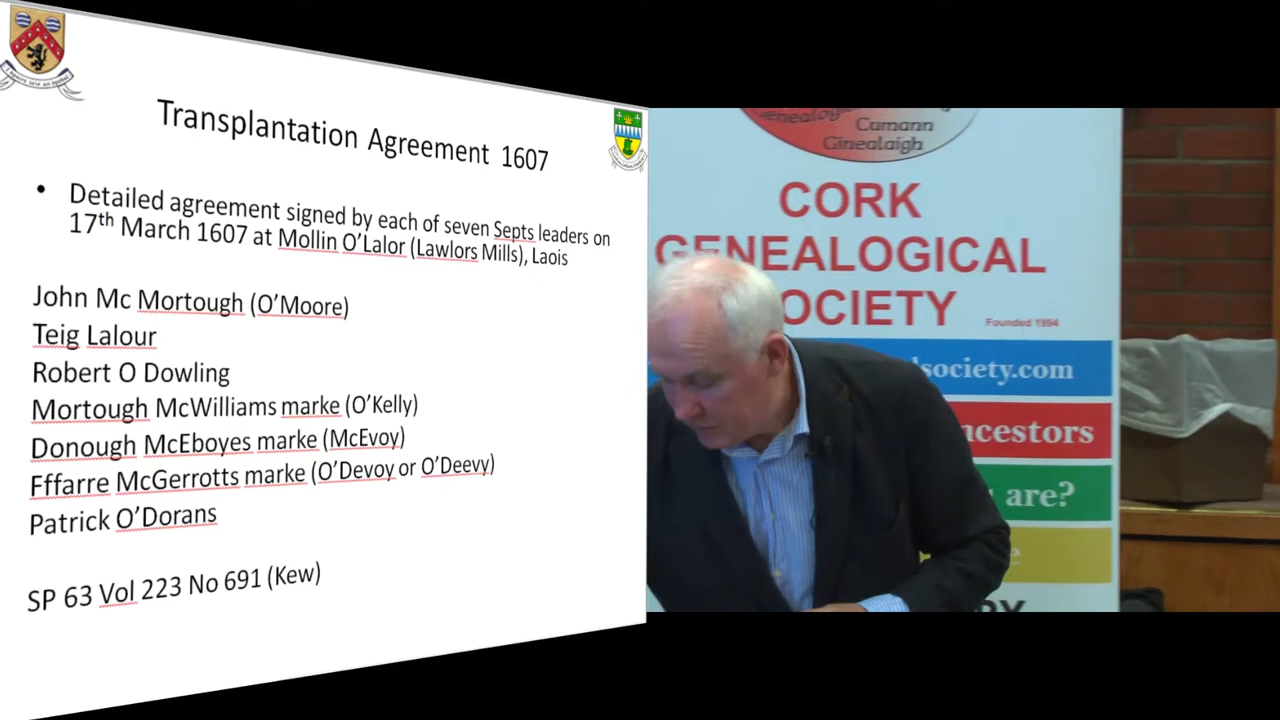 Transplantation Agreement 1607
• Detailed agreement signed by each of seven Septs leaders on
17th March 1607 at Mollin O'Lalor (Lawlors Mills), Laois
John Mc Mortough (O'Moore)
Teig Lalour
Robert O Dowling
Mortough McWilliams marke (O'Kelly)
Donough McEboyes marke (McEvoy)
Fffarre McGerrotts marke (O'Devoy or O'Deevy)
Patrick O'Dorans
SP 63 Vol 223 No 691 (Kew)
Cumann
Ginealaigh
CORK
GENEALOGICAL
SOCIETY
Founded 1994
society.com
ncestors
are?